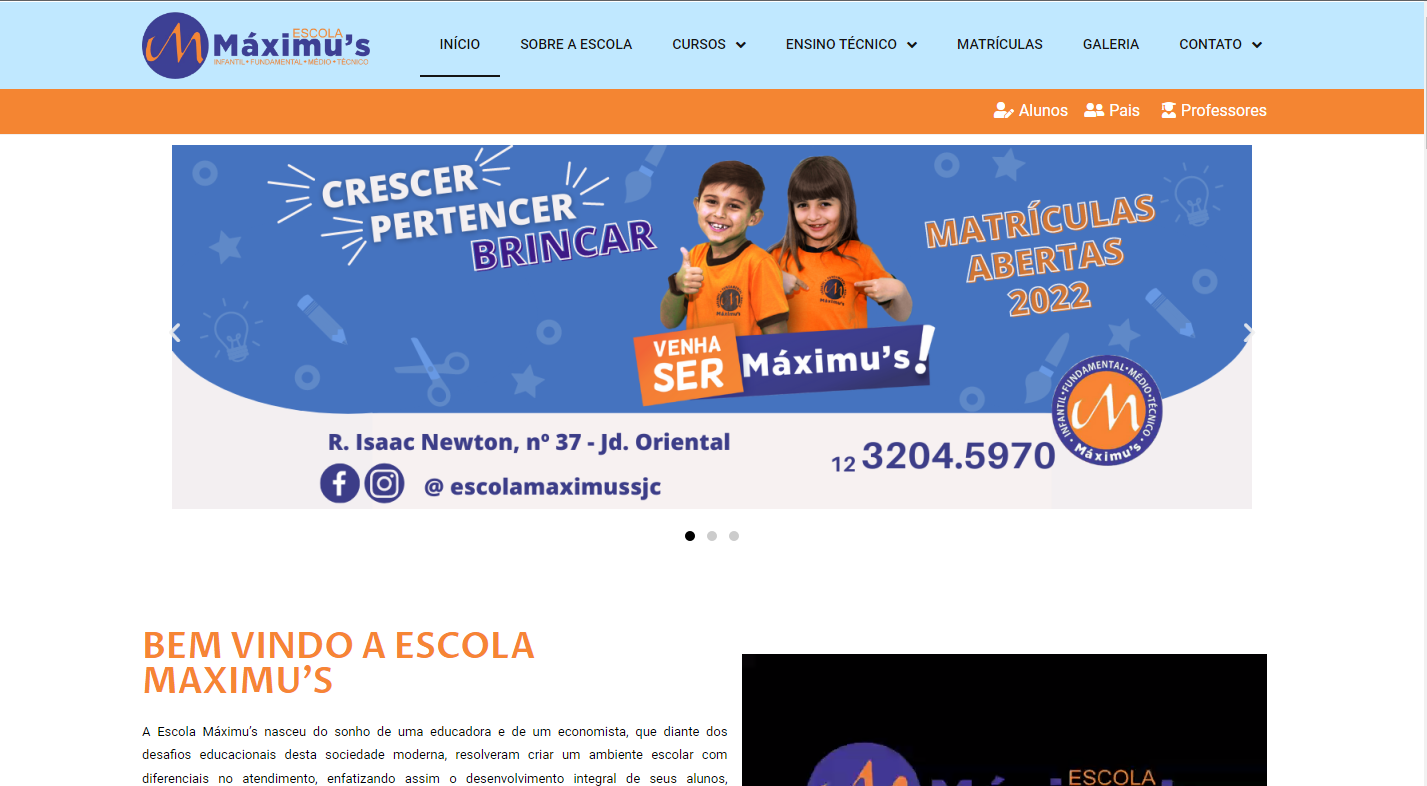 ESCOLA
Máximu's
INFANTIL • FUNDAMENTAL • MÉDIO • TÉCNICO
INÍCIO SOBRE A ESCOLA CURSOS ENSINO TÉCNICO MATRÍCULAS GALERIA CONTATO
Alunos Pais Professores
CRESCER
PERTENCER
BRINCAR
MATRÍCULAS
ABERTAS
2022
VENHA
SER Máximu's!
INFANTIL • FUNDAMENTAL • MÉDIO • TÉCNICO •
Máximu's
R. Isaac Newton, nº 37 - Jd. Oriental
12 3204.5970
@ escolamaximussjc
BEM VINDO A ESCOLA
MAXIMU’S
A Escola Máximu’s nasceu do sonho de uma educadora e de um economista, que diante dos
desafios educacionais desta sociedade moderna, resolveram criar um ambiente escolar com
diferenciais no atendimento, enfatizando assim o desenvolvimento integral de seus alunos,
ESCOLA